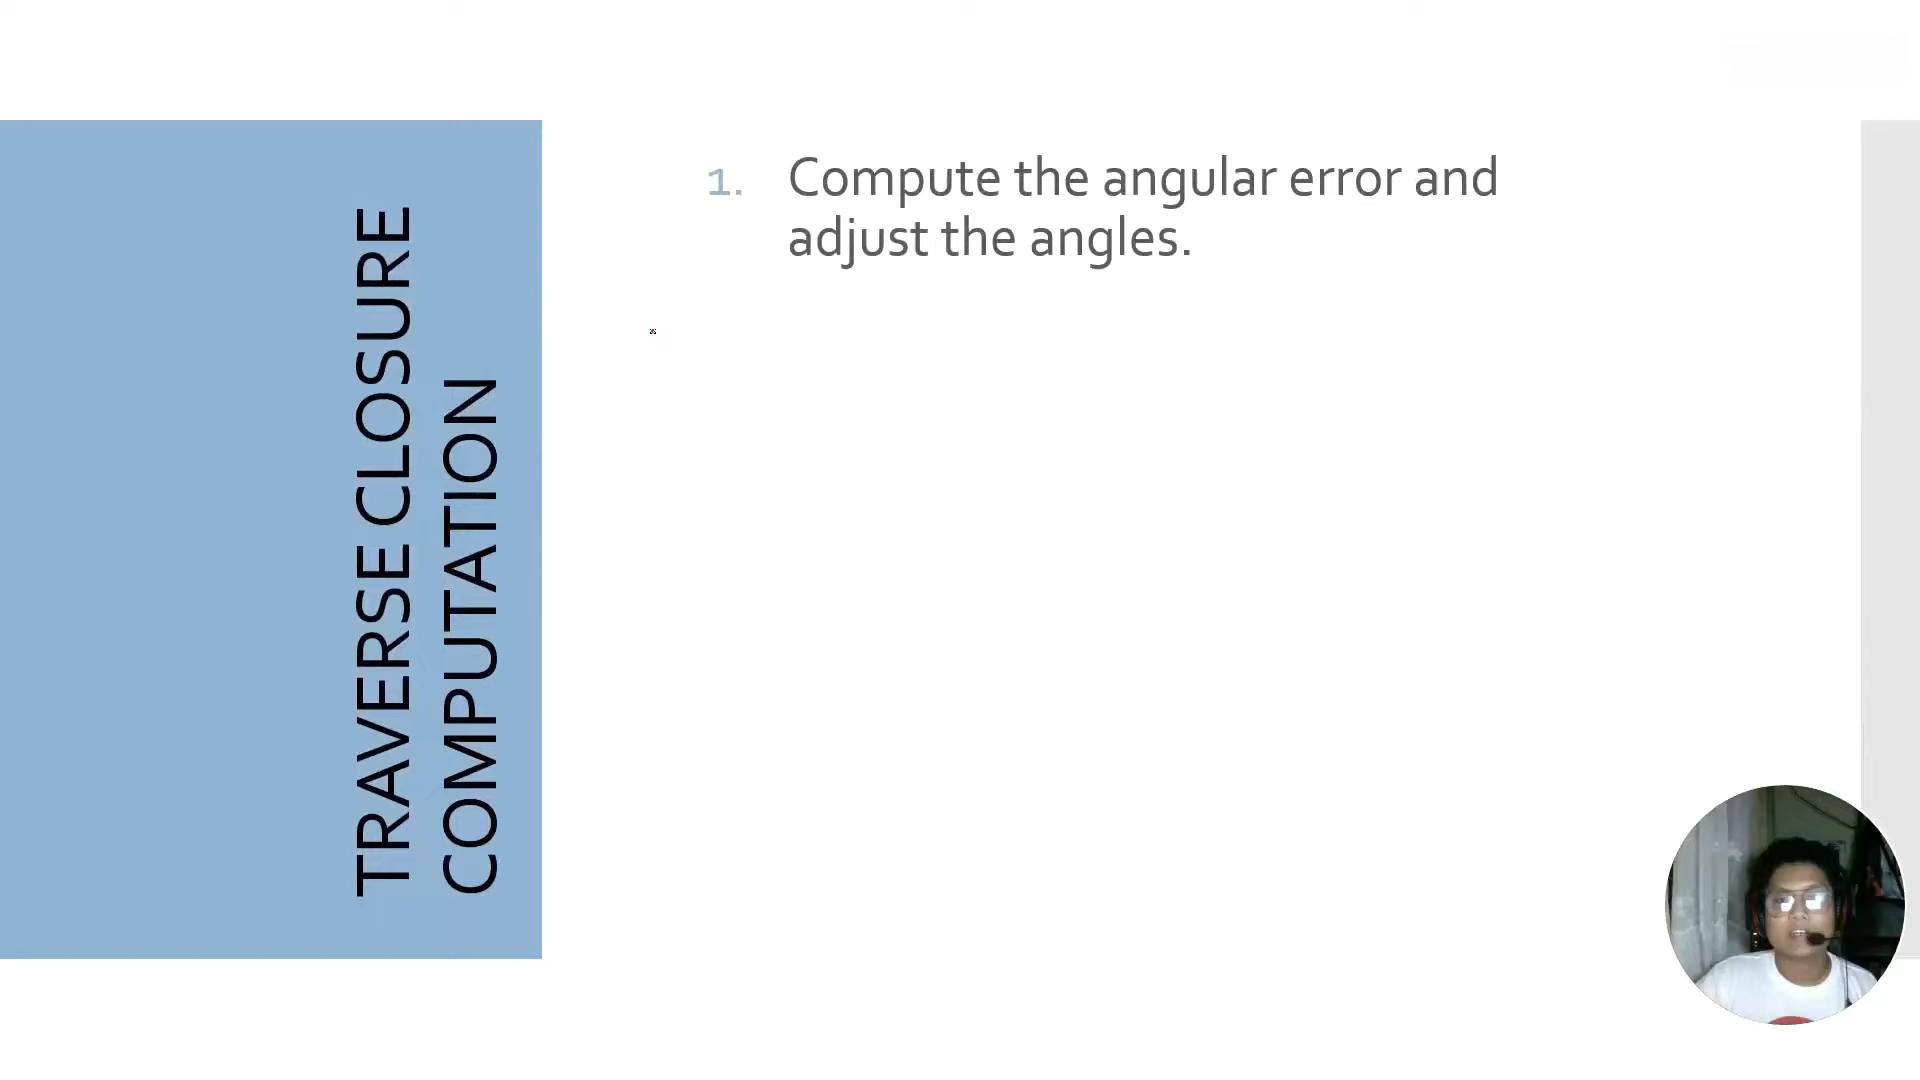 TRAVERSE CLOSURE
COMPUTATION
1. Compute the angular error and
adjust the angles.